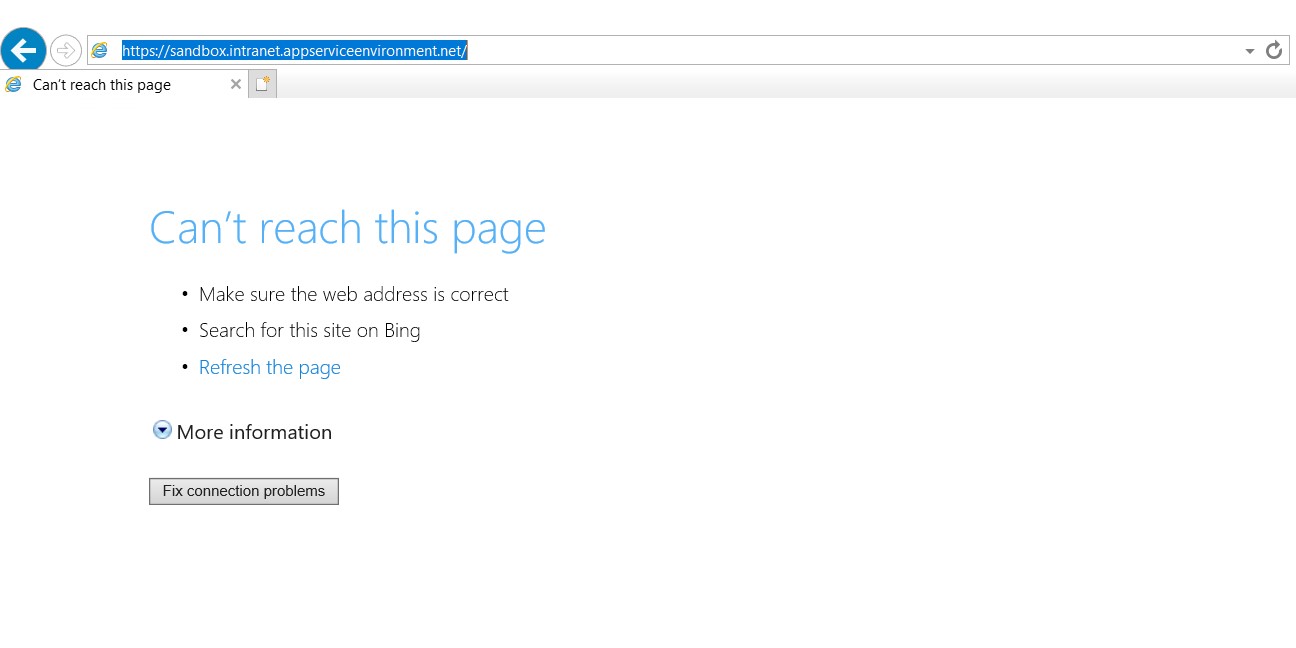 https://sandbox.intranet.appserviceenvironment.net/
Can't reach this page
Can't reach this page
• Make sure the web address is correct
• Search for this site on Bing
• Refresh the page
More information
Fix connection problems